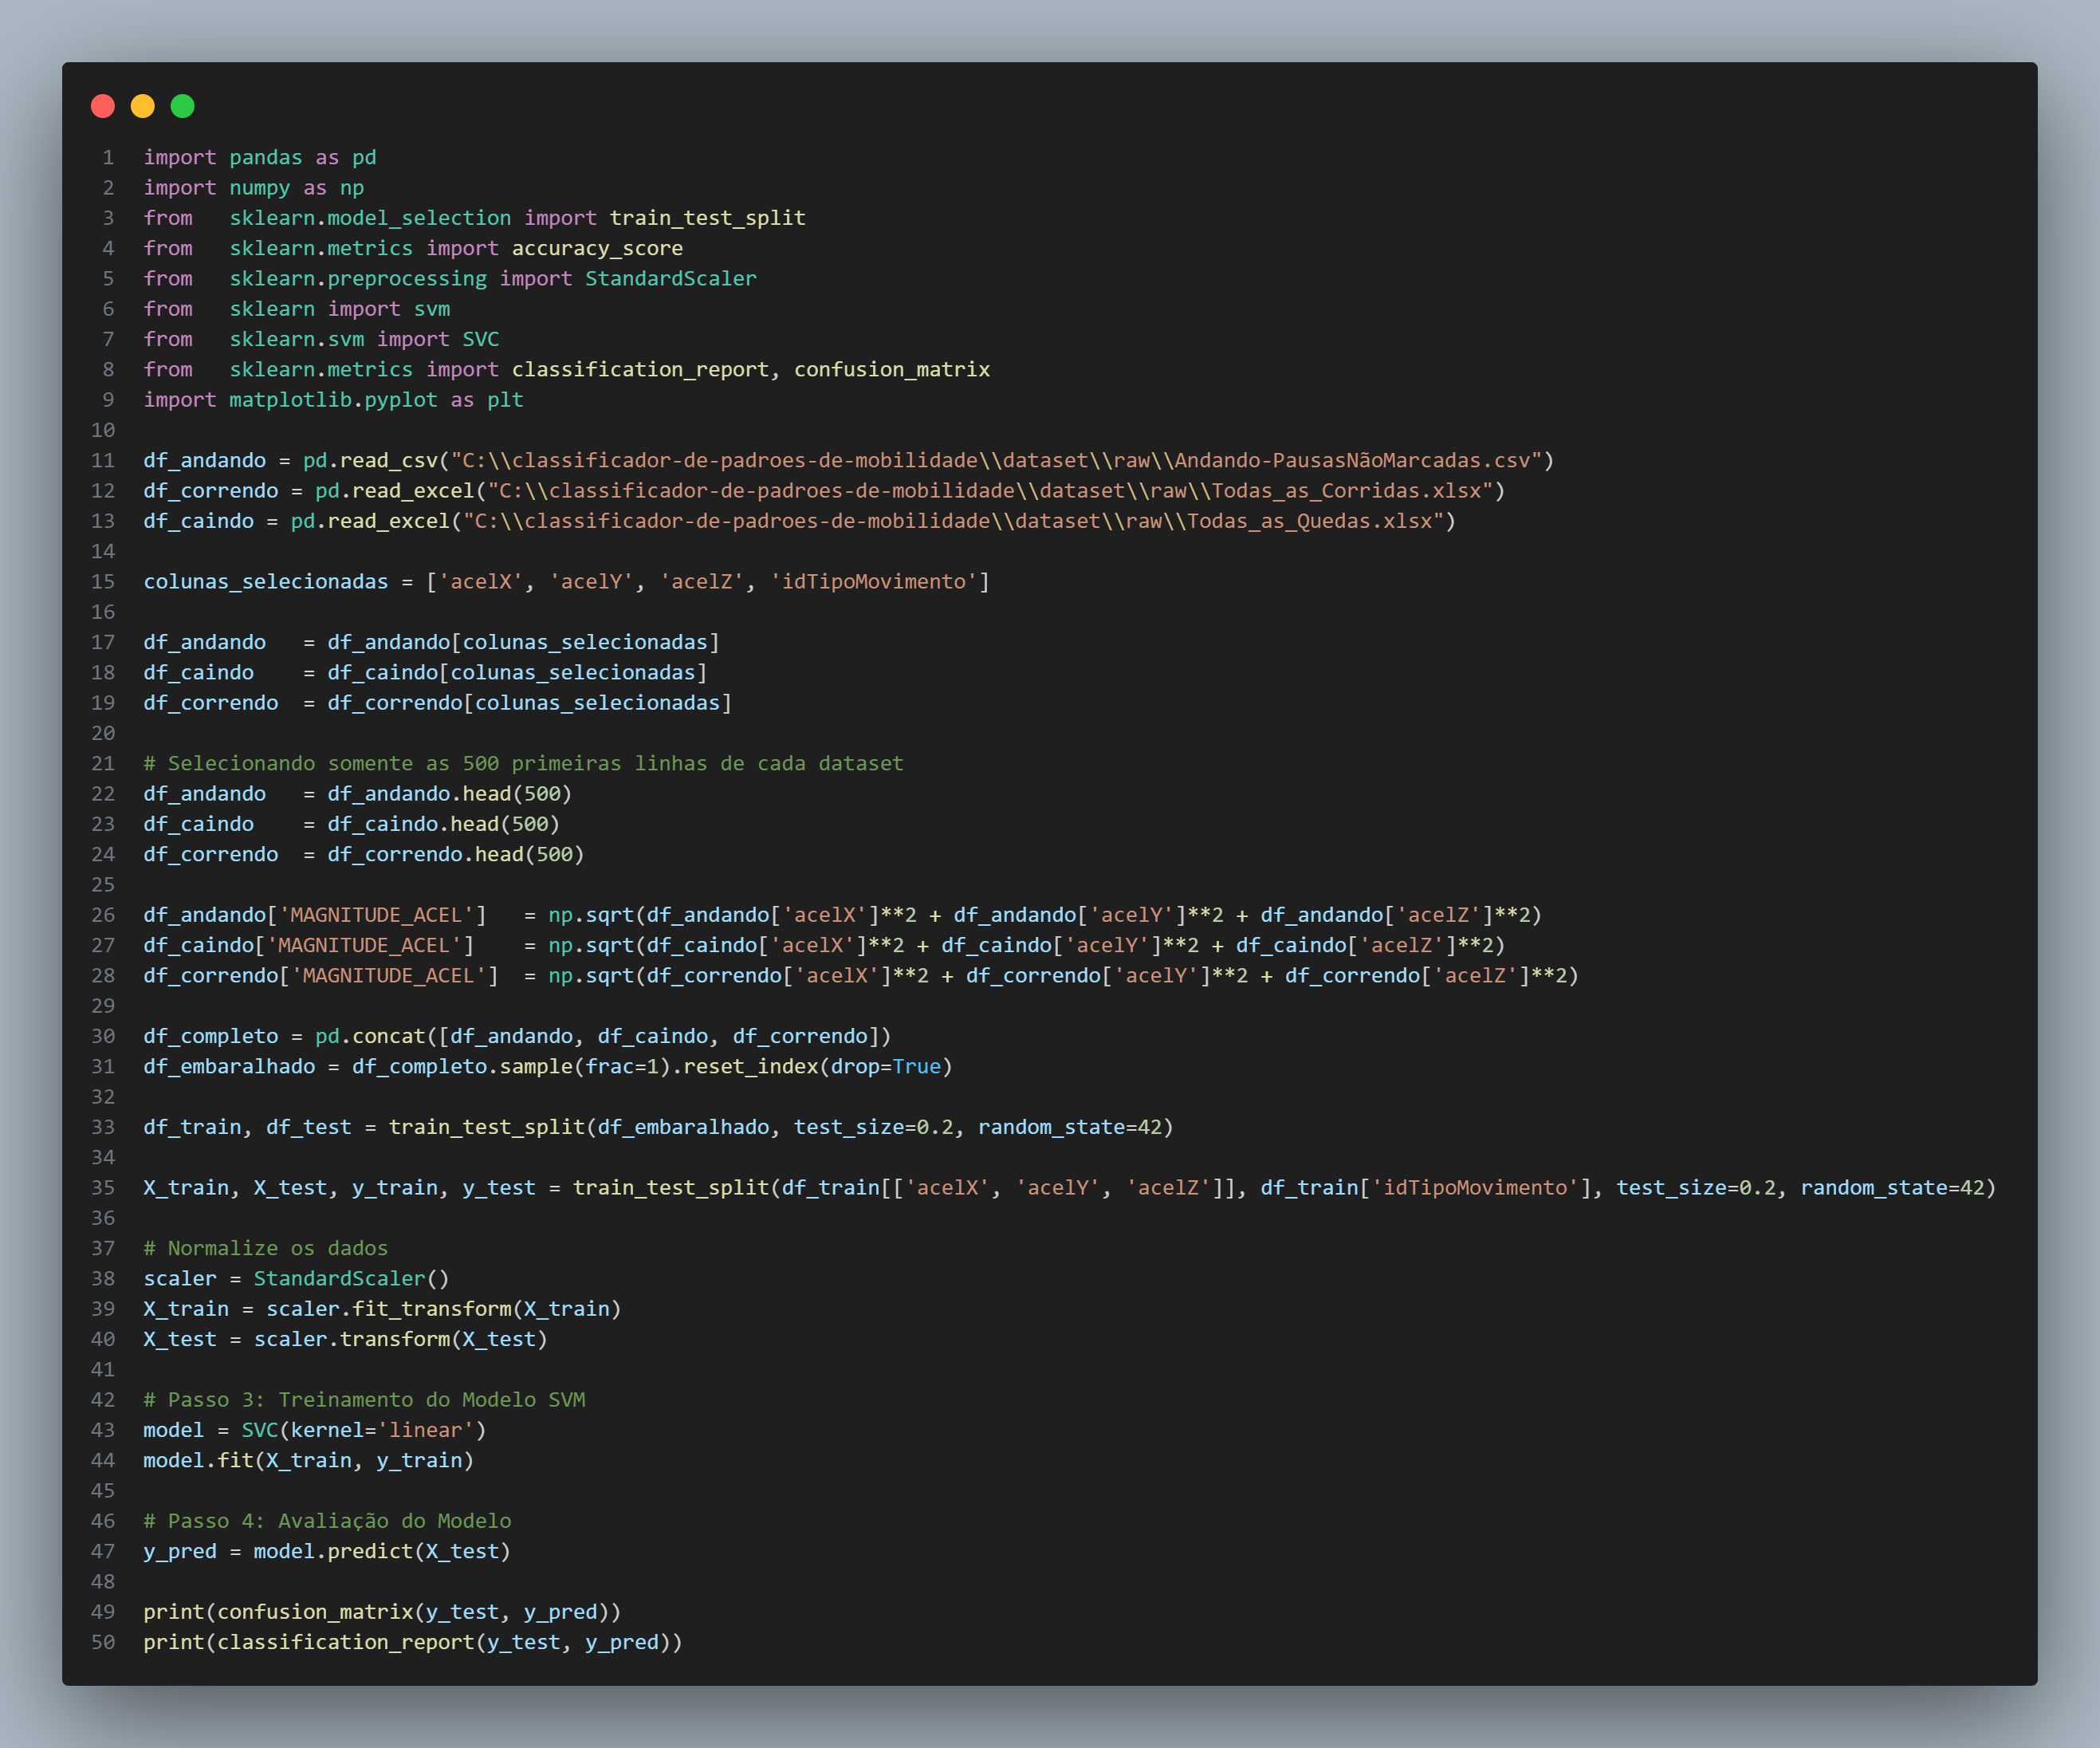 1 import pandas as pd
2 import numpy as np
3 from   sklearn.model_selection import train_test_split
4 from   sklearn.metrics import accuracy_score
5 from   sklearn.preprocessing import StandardScaler
6 from   sklearn import svm
7 from   sklearn.svm import SVC
8 from   sklearn.metrics import classification_report, confusion_matrix
9 import matplotlib.pyplot as plt
10
11 df_andando = pd.read_csv("C:\\classificador-de-padroes-de-mobilidade\\dataset\\raw\\Andando-PausasNãoMarcadas.csv")
12 df_correndo = pd.read_excel("C:\\classificador-de-padroes-de-mobilidade\\dataset\\raw\\Todas_as_Corridas.xlsx")
13 df_caindo = pd.read_excel("C:\\classificador-de-padroes-de-mobilidade\\dataset\\raw\\Todas_as_Quedas.xlsx")
14
15 colunas_selecionadas = ['acelX', 'acelY', 'acelZ', 'idTipoMovimento']
16
17 df_andando   = df_andando[colunas_selecionadas]
18 df_caindo    = df_caindo[colunas_selecionadas]
19 df_correndo  = df_correndo[colunas_selecionadas]
20
21 # Selecionando somente as 500 primeiras linhas de cada dataset
22 df_andando   = df_andando.head(500)
23 df_caindo    = df_caindo.head(500)
24 df_correndo  = df_correndo.head(500)
25
26 df_andando['MAGNITUDE_ACEL']   = np.sqrt(df_andando['acelX']**2 + df_andando['acelY']**2 + df_andando['acelZ']**2)
27 df_caindo['MAGNITUDE_ACEL']    = np.sqrt(df_caindo['acelX']**2 + df_caindo['acelY']**2 + df_caindo['acelZ']**2)
28 df_correndo['MAGNITUDE_ACEL']  = np.sqrt(df_correndo['acelX']**2 + df_correndo['acelY']**2 + df_correndo['acelZ']**2)
29
30 df_completo = pd.concat([df_andando, df_caindo, df_correndo])
31 df_embaralhado = df_completo.sample(frac=1).reset_index(drop=True)
32
33 df_train, df_test = train_test_split(df_embaralhado, test_size=0.2, random_state=42)
34
35 X_train, X_test, y_train, y_test = train_test_split(df_train[['acelX', 'acelY', 'acelZ']], df_train['idTipoMovimento'], test_size=0.2, random_state=42)
36
37 # Normalize os dados
38 scaler = StandardScaler()
39 X_train = scaler.fit_transform(X_train)
40 X_test = scaler.transform(X_test)
41
42 # Passo 3: Treinamento do Modelo SVM
43 model = SVC(kernel='linear')
44 model.fit(X_train, y_train)
45
46 # Passo 4: Avaliação do Modelo
47 y_pred = model.predict(X_test)
48
49 print(confusion_matrix(y_test, y_pred))
50 print(classification_report(y_test, y_pred))